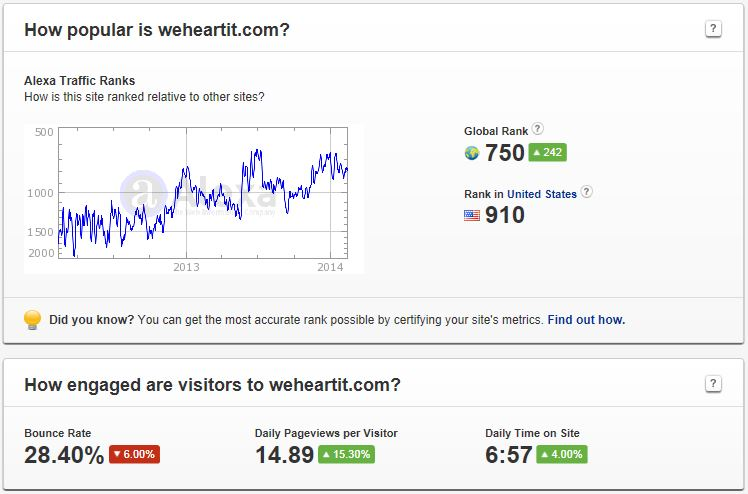 How popular is weheartit.com?
?
Alexa Traffic Ranks
How is this site ranked relative to other sites?
500
1000
1500
2000
2013
2014
Alexa
Global Rank ?
750 ▲ 242
Rank in United States ?
910
Did you know? You can get the most accurate rank possible by certifying your site's metrics. Find out how.
How engaged are visitors to weheartit.com?
?
Bounce Rate
28.40% ▼ 6.00%
Daily Pageviews per Visitor
14.89 ▲ 15.30%
Daily Time on Site
6:57 ▲ 4.00%